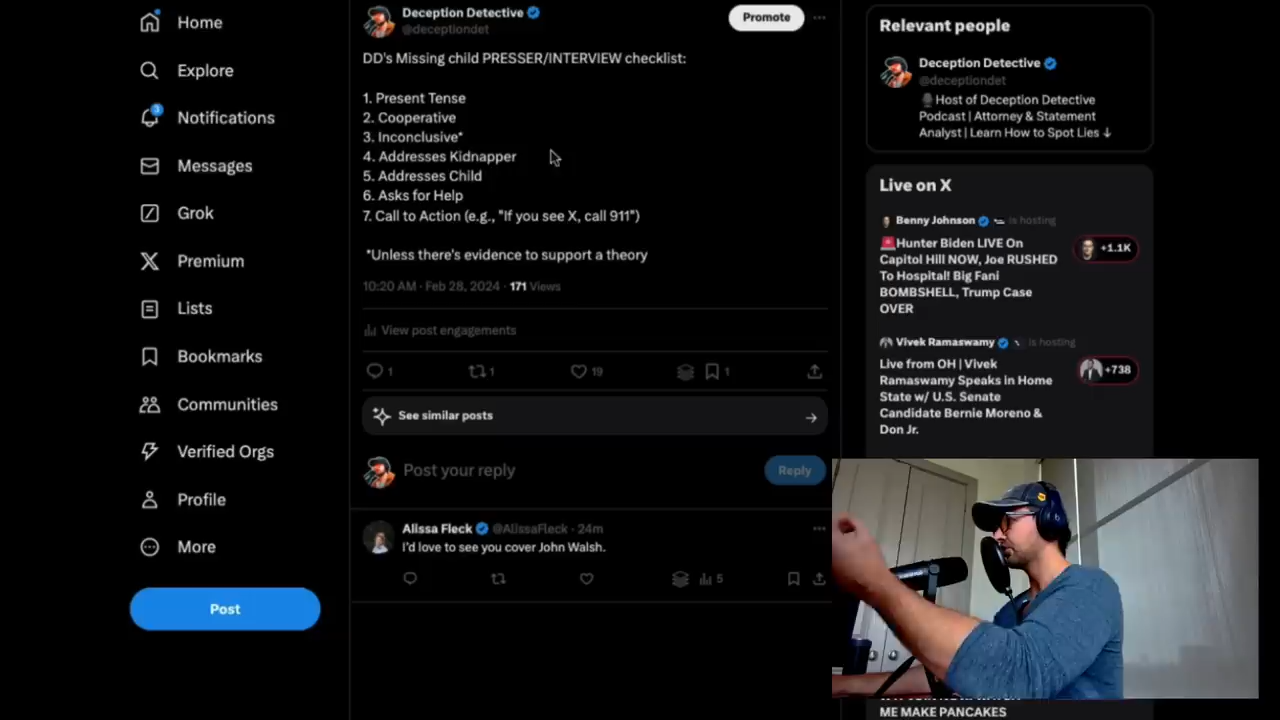 Home
Explore
3
Notifications
Messages
Grok
Premium
Lists
Bookmarks
Communities
Verified Orgs
Profile
More
Post
Deception Detective
@deceptiondet
Promote
DD's Missing child PRESSER/INTERVIEW checklist:
1. Present Tense
2. Cooperative
3. Inconclusive*
4. Addresses Kidnapper
5. Addresses Child
6. Asks for Help
7. Call to Action (e.g., "If you see X, call 911")
*Unless there's evidence to support a theory
10:20 AM · Feb 28, 2024 · 171 Views
View post engagements
1
1
19
1
See similar posts
Post your reply
Reply
Alissa Fleck @AlissaFleck · 24m
I'd love to see you cover John Walsh.
5
Relevant people
Deception Detective
@deceptiondet
Host of Deception Detective
Podcast | Attorney & Statement
Analyst | Learn How to Spot Lies ↓
Live on X
Benny Johnson is hosting
Hunter Biden LIVE On
Capitol Hill NOW, Joe RUSHED
To Hospital! Big Fani
BOMBSHELL, Trump Case
OVER
+1.1K
Vivek Ramaswamy is hosting
Live from OH | Vivek
Ramaswamy Speaks in Home
State w/ U.S. Senate
Candidate Bernie Moreno &
Don Jr.
+738
ME MAKE PANCAKES